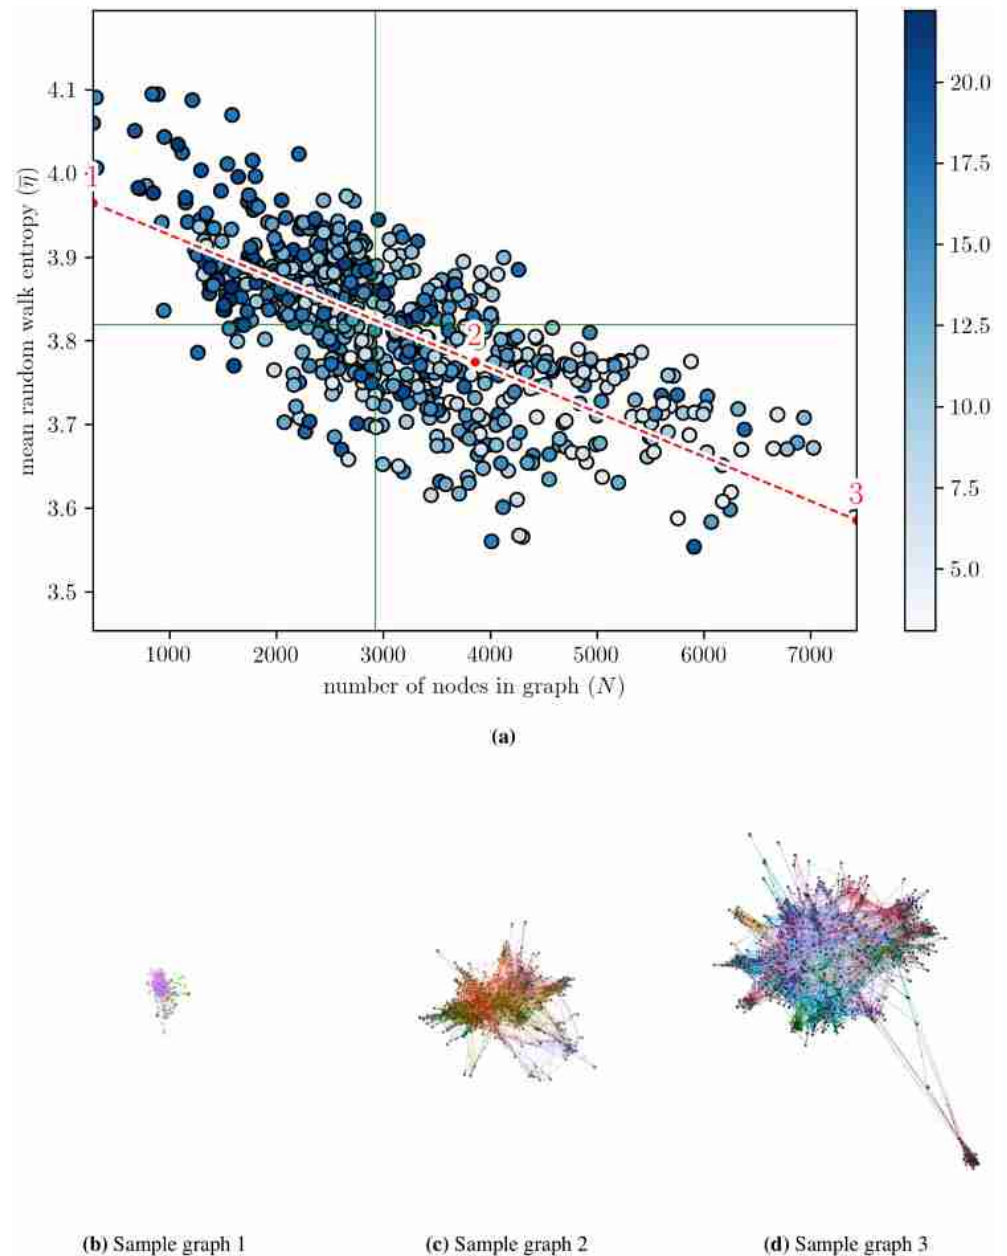 4.1
4.0
3.9
3.8
3.7
3.6
3.5
mean random walk entropy (η̅)
1
2
3
1000 2000 3000 4000 5000 6000 7000
number of nodes in graph (N)
20.0
17.5
15.0
12.5
10.0
7.5
5.0
(a)
(b) Sample graph 1
(c) Sample graph 2
(d) Sample graph 3